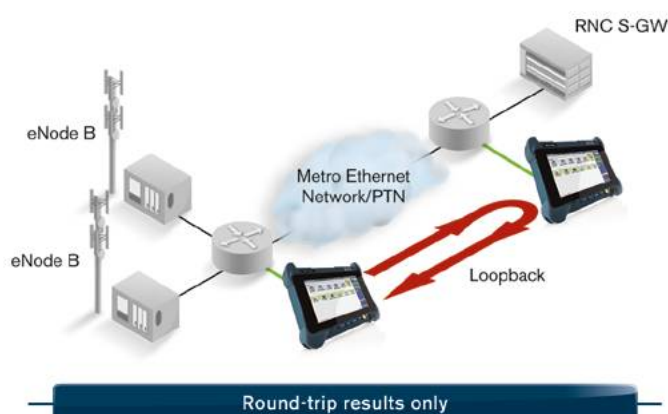 RNC S-GW
eNode B
Metro Ethernet
Network/PTN
eNode B
Loopback
Round-trip results only